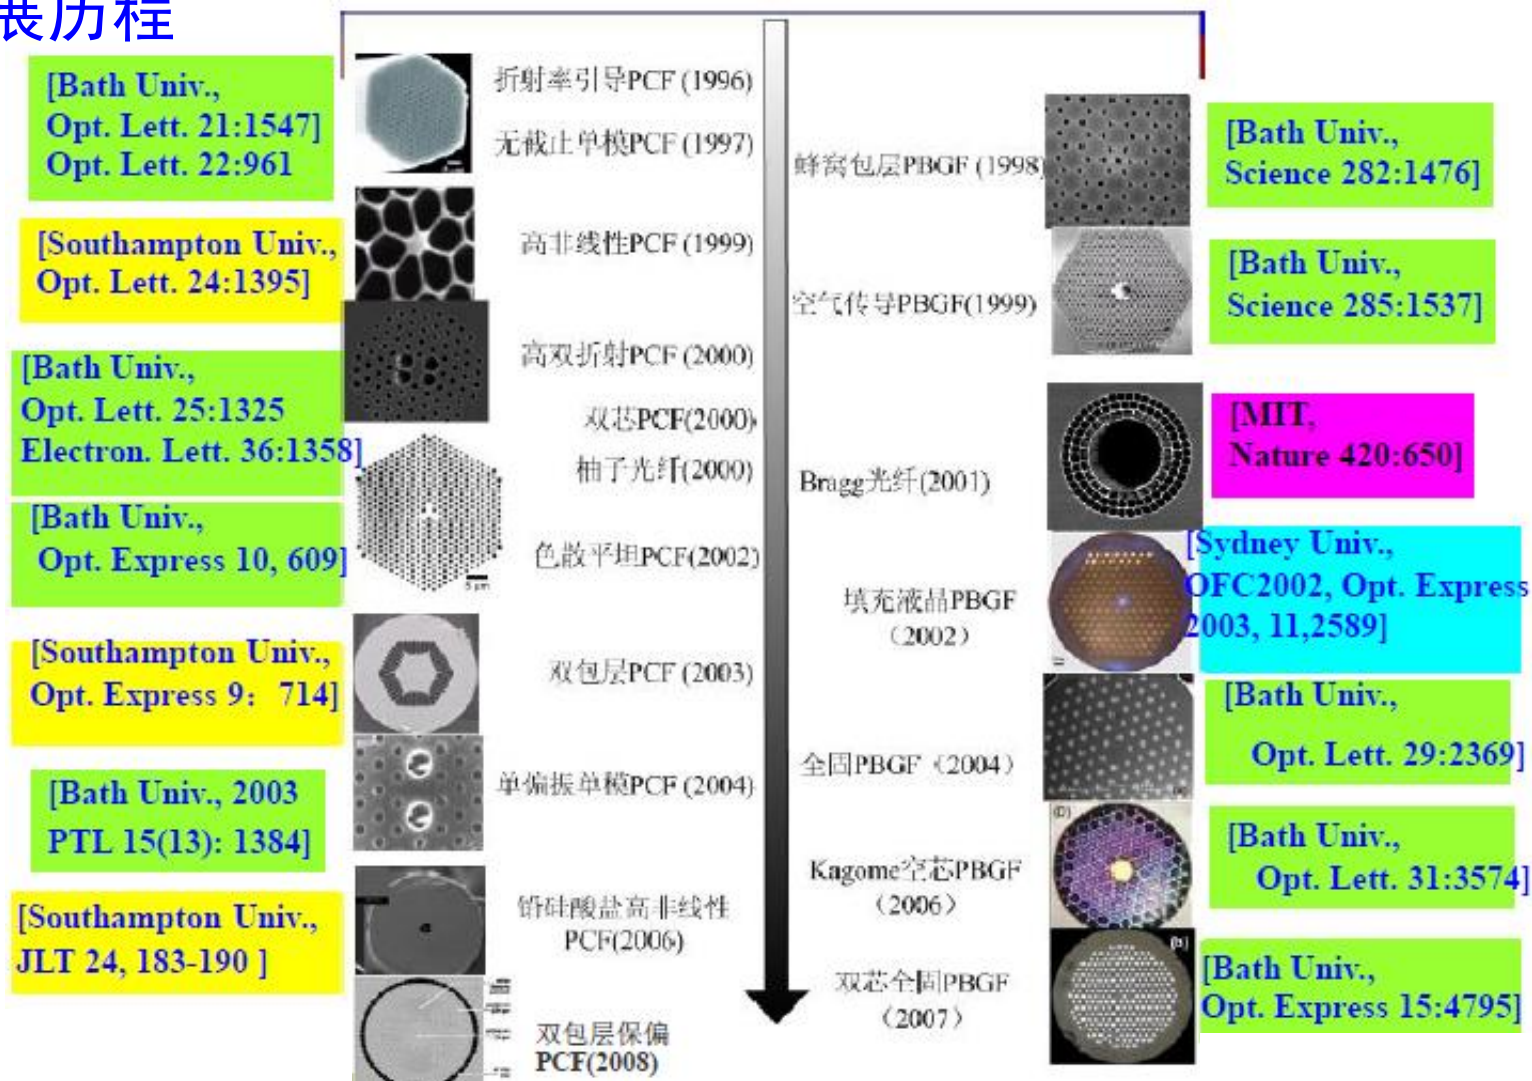 展历程
[Bath Univ.,
Opt. Lett. 21:1547]
Opt. Lett. 22:961
[Southampton Univ.,
Opt. Lett. 24:1395]
[Bath Univ.,
Opt. Lett. 25:1325
Electron. Lett. 36:1358]
[Bath Univ.,
Opt. Express 10, 609]
[Southampton Univ.,
Opt. Express 9: 714]
[Bath Univ., 2003
PTL 15(13): 1384]
[Southampton Univ.,
JLT 24, 183-190 ]
折射率引导PCF (1996)
无截止单模PCF (1997)
高非线性PCF (1999)
高双折射PCF (2000)
双芯PCF(2000)
柚子光纤(2000)
色散平坦PCF(2002)
5 μm
双包层PCF (2003)
单偏振单模PCF (2004)
铅硅酸盐高非线性
PCF(2006)
双包层保偏
PCF(2008)
蜂窝包层PBGF (1998)
空气传导PBGF(1999)
Bragg光纤(2001)
填充液晶PBGF
（2002）
全固PBGF（2004）
Kagome空芯PBGF
（2006）
双芯全固PBGF
（2007）
(b)
[Bath Univ.,
Science 282:1476]
[Bath Univ.,
Science 285:1537]
[MIT,
Nature 420:650]
[Sydney Univ.,
OFC2002, Opt. Express
2003, 11,2589]
[Bath Univ.,
Opt. Lett. 29:2369]
[Bath Univ.,
Opt. Lett. 31:3574]
[Bath Univ.,
Opt. Express 15:4795]